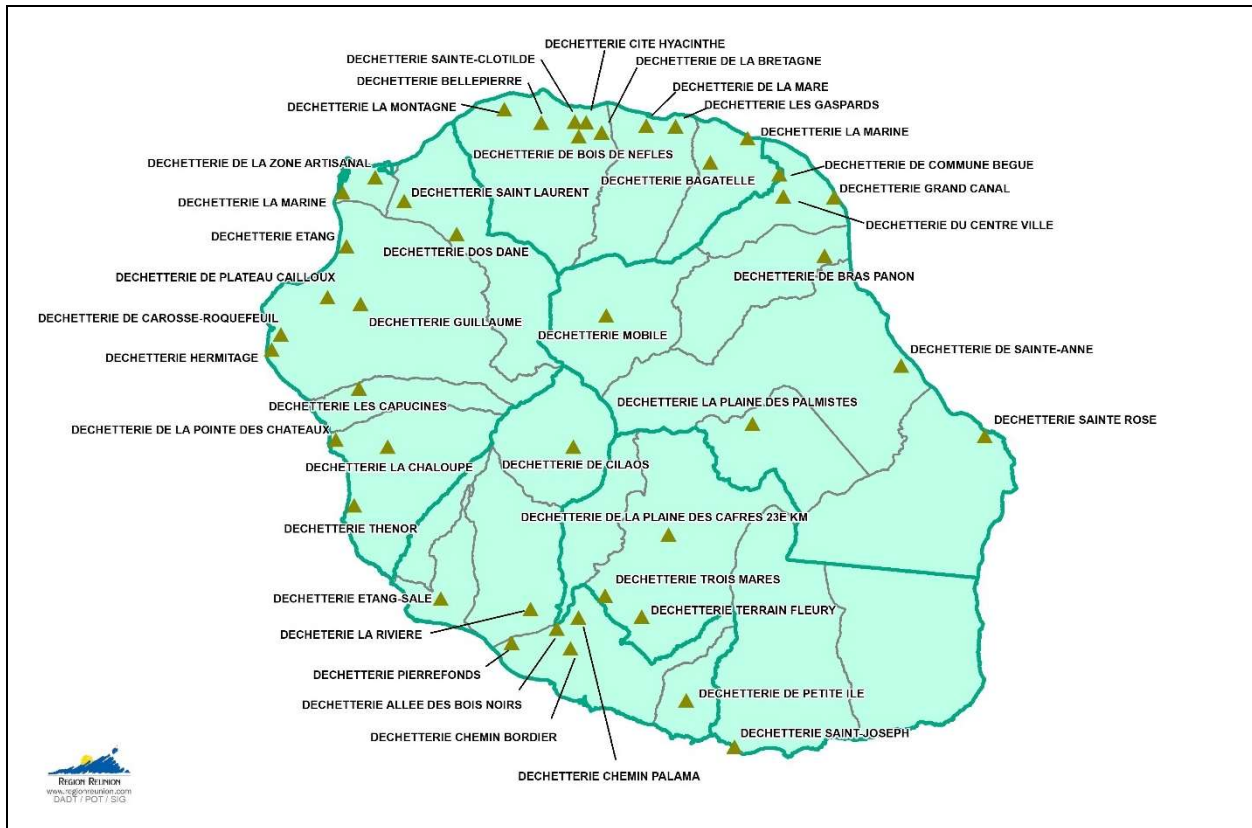 DECHETTERIE CITE HYACINTHE
DECHETTERIE SAINTE-CLOTILDE
DECHETTERIE DE LA BRETAGNE
DECHETTERIE BELLEPIERRE
DECHETTERIE DE LA MARE
DECHETTERIE LA MONTAGNE
DECHETTERIE LES GASPARDS
DECHETTERIE LA MARINE
DECHETTERIE DE BOIS DE NEFLES
DECHETTERIE DE LA ZONE ARTISANAL
DECHETTERIE DE COMMUNE BEGUE
DECHETTERIE BAGATELLE
DECHETTERIE SAINT LAURENT
DECHETTERIE GRAND CANAL
DECHETTERIE LA MARINE
DECHETTERIE DU CENTRE VILLE
DECHETTERIE ETANG
DECHETTERIE DOS DANE
DECHETTERIE DE PLATEAU CAILLOUX
DECHETTERIE DE BRAS PANON
DECHETTERIE DE CAROSSE-ROQUEFEUIL
DECHETTERIE GUILLAUME
DECHETTERIE MOBILE
DECHETTERIE DE SAINTE-ANNE
DECHETTERIE HERMITAGE
DECHETTERIE LA PLAINE DES PALMISTES
DECHETTERIE LES CAPUCINES
DECHETTERIE SAINTE ROSE
DECHETTERIE DE LA POINTE DES CHATEAUX
DECHETTERIE LA CHALOUPE
DECHETTERIE DE CILAOS
DECHETTERIE DE LA PLAINE DES CAFRES 23E KM
DECHETTERIE THENOR
DECHETTERIE TROIS MARES
DECHETTERIE ETANG-SALE
DECHETTERIE TERRAIN FLEURY
DECHETERIE LA RIVIERE
DECHETTERIE PIERREFONDS
DECHETTERIE DE PETITE ILE
DECHETTERIE ALLEE DES BOIS NOIRS
DECHETTERIE CHEMIN BORDIER
DECHETTERIE SAINT-JOSEPH
DECHETTERIE CHEMIN PALAMA
REGION REUNION
www.regionreunion.com
DADT / POT / SIG